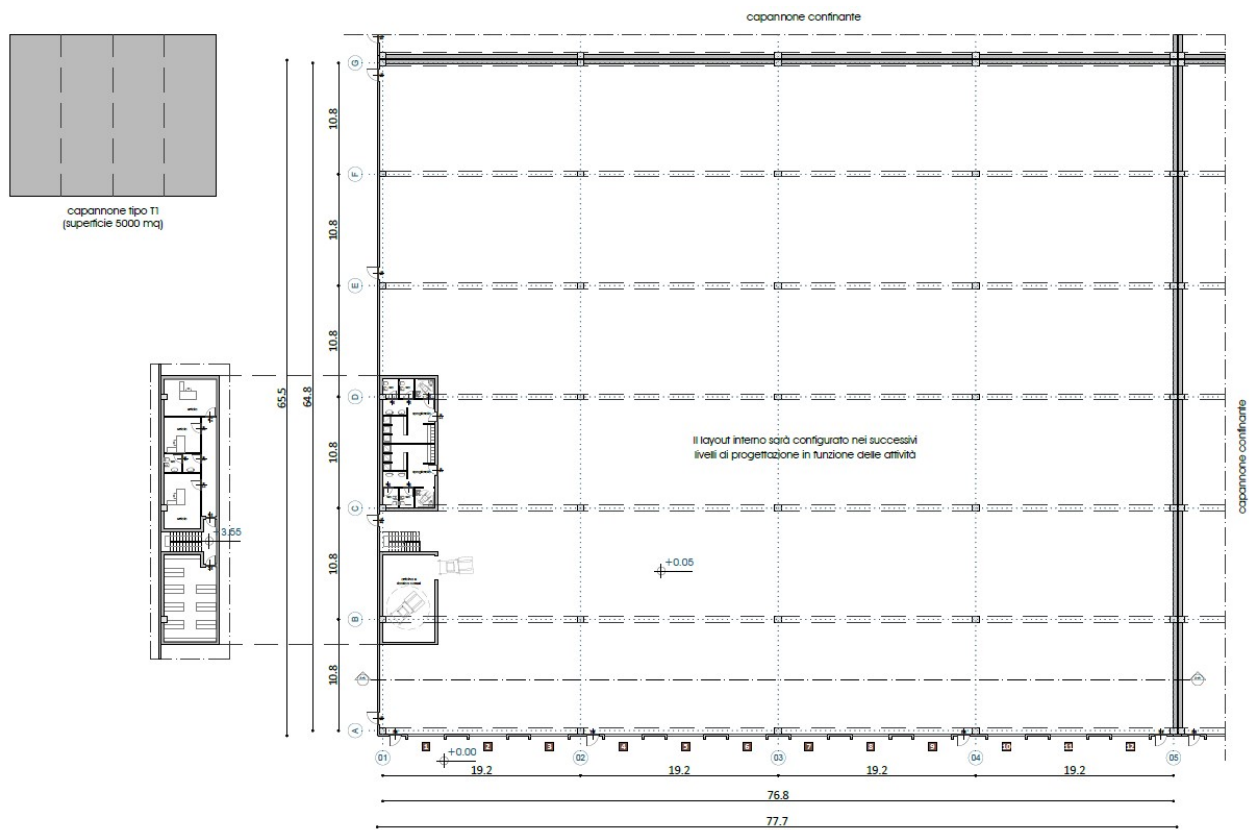 capannone confinante
capannone tipo T1
(superficie 5000 mq)
G
F
E
D
C
B
A
10.8
10.8
10.8
10.8
10.8
10.8
65.5
64.8
Il layout interno sarà configurato nei successivi
livelli di progettazione in funzione delle attività
capannone confinante
+3.55
+0.05
+0.00
1
2
3
4
5
6
7
8
9
10
11
12
01
02
03
04
05
19.2
19.2
19.2
19.2
76.8
77.7